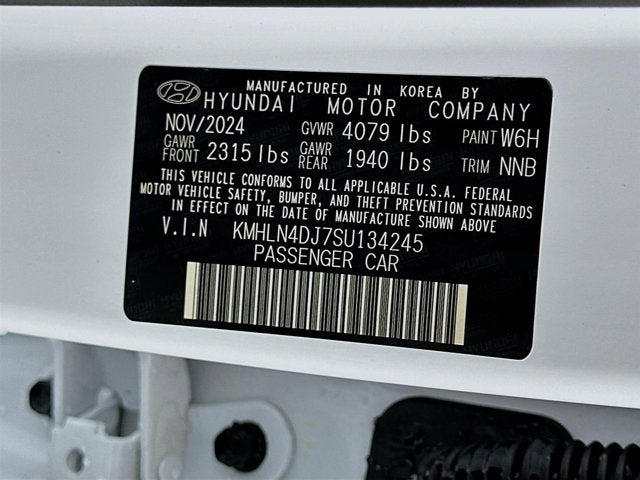 MANUFACTURED IN KOREA BY
HYUNDAI MOTOR COMPANY
NOV/2024 GVWR 4079 lbs PAINT W6H
GAWR FRONT 2315 lbs GAWR REAR 1940 lbs TRIM NNB
THIS VEHICLE CONFORMS TO ALL APPLICABLE U.S.A. FEDERAL
MOTOR VEHICLE SAFETY, BUMPER, AND THEFT PREVENTION STANDARDS
IN EFFECT ON THE DATE OF MANUFACTURE SHOWN ABOVE.
V.I.N KMHLN4DJ7SU134245
PASSENGER CAR